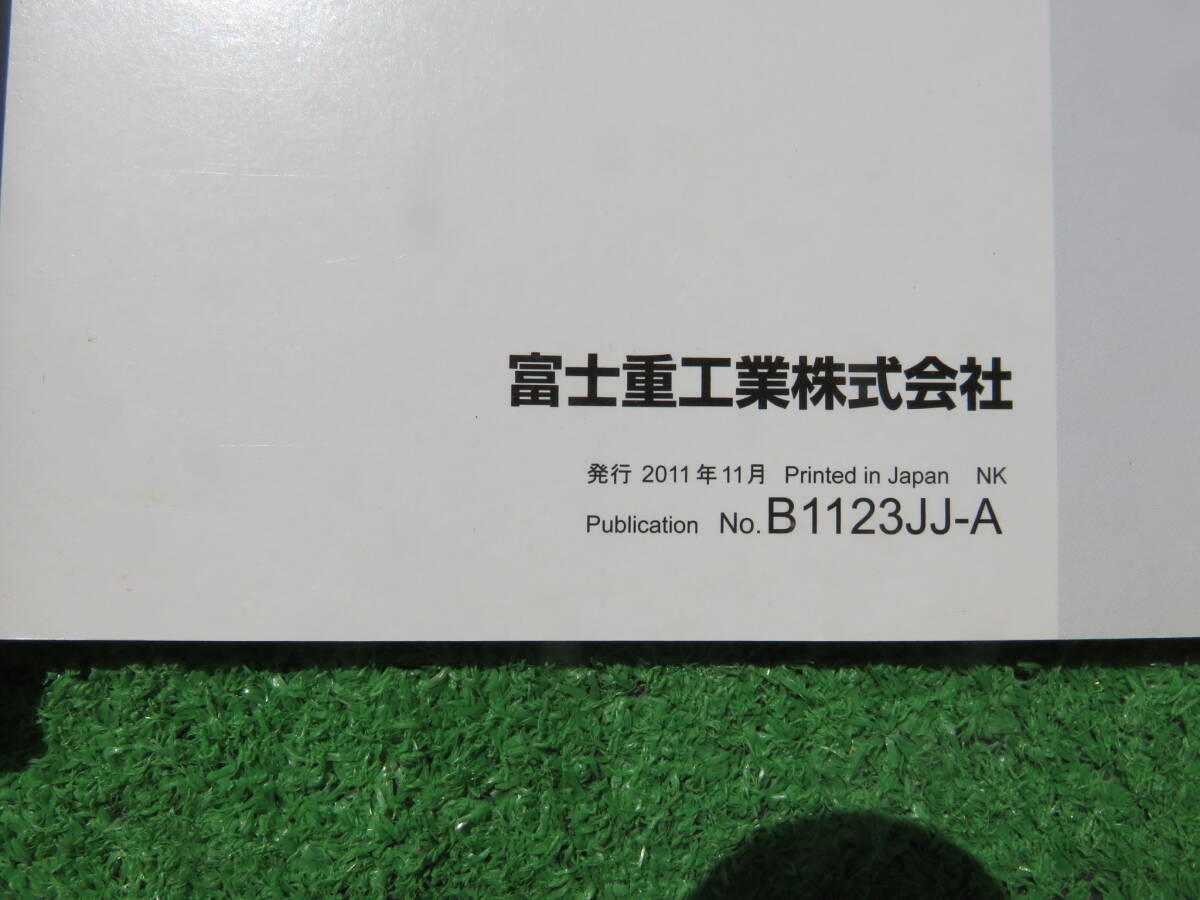 富士重工業株式会社
発行 2011年11月 Printed in Japan NK
Publication No. B1123JJ-A